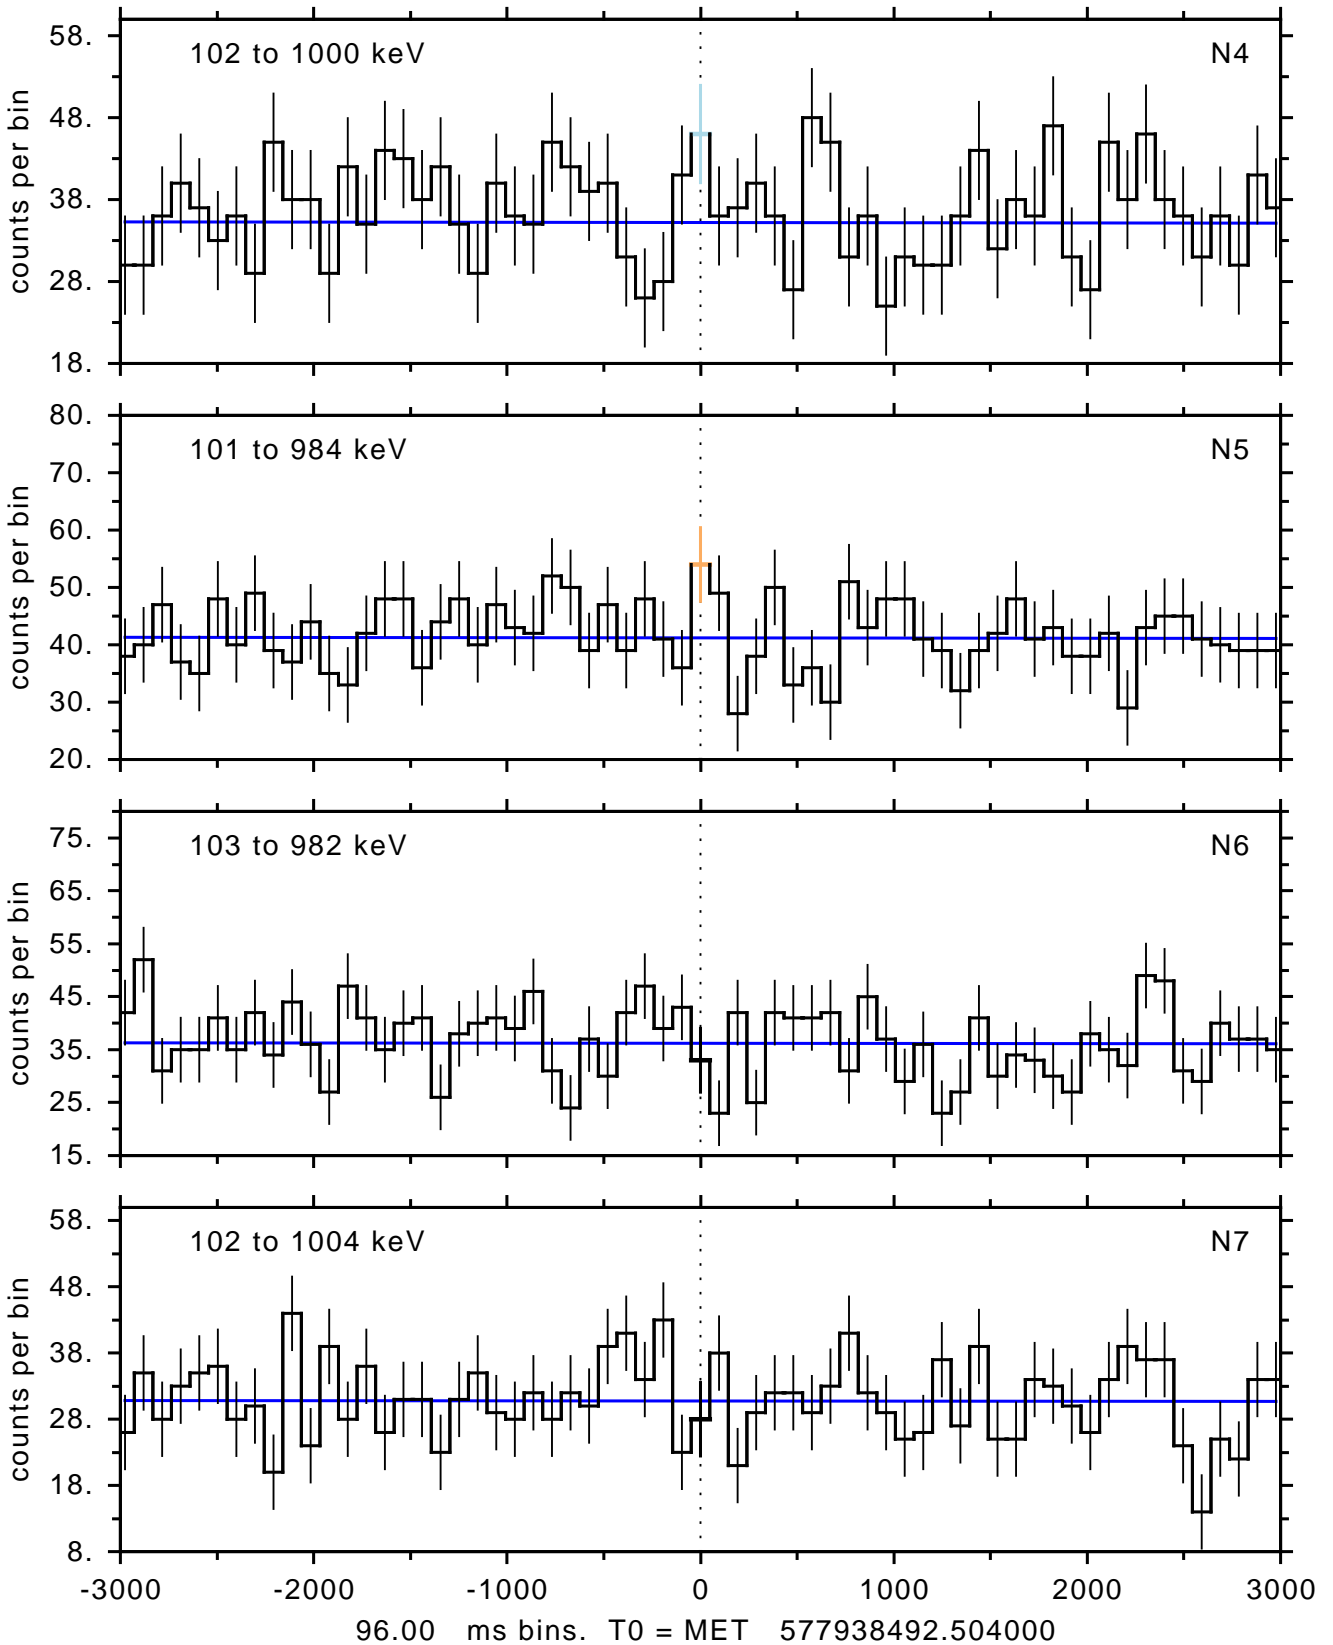 58.
102 to 1000 keV N4
48.
38.
28.
18.
counts per bin
80.
101 to 984 keV N5
70.
60.
50.
40.
30.
20.
counts per bin
75.
103 to 982 keV N6
65.
55.
45.
35.
25.
15.
counts per bin
58.
102 to 1004 keV N7
48.
38.
28.
18.
8.
counts per bin
-3000 -2000 -1000 0 1000 2000 3000
96.00 ms bins. T0 = MET 577938492.504000